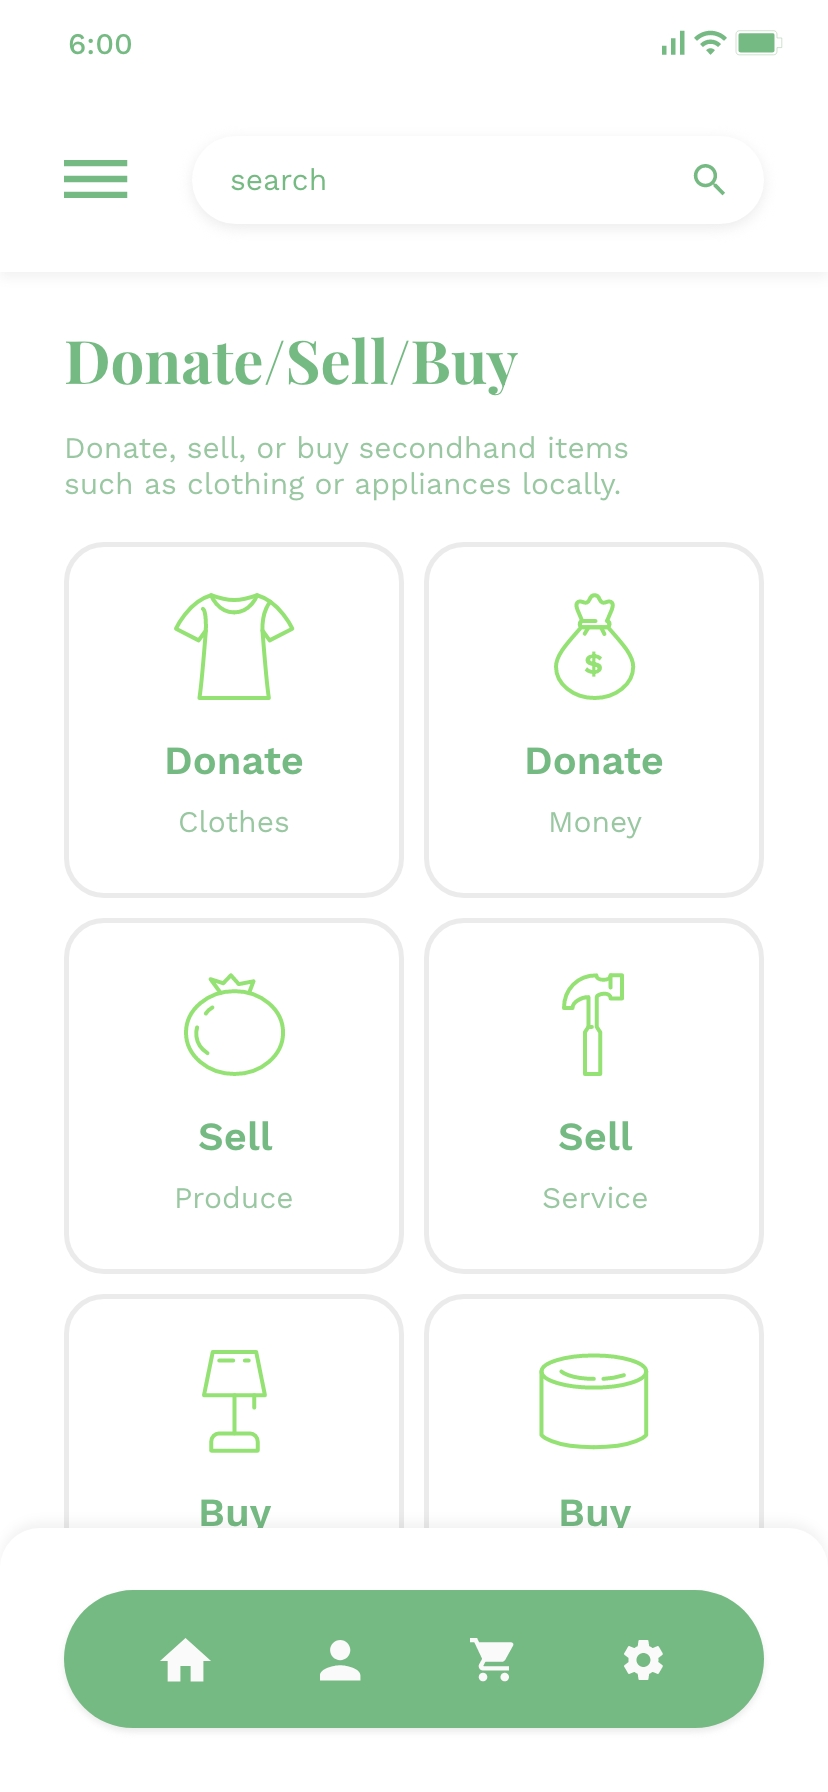 6:00
search
Donate/Sell/Buy
Donate, sell, or buy secondhand items
such as clothing or appliances locally.
$
Donate
Clothes
Donate
Money
Sell
Produce
Sell
Service
Buy
Buy